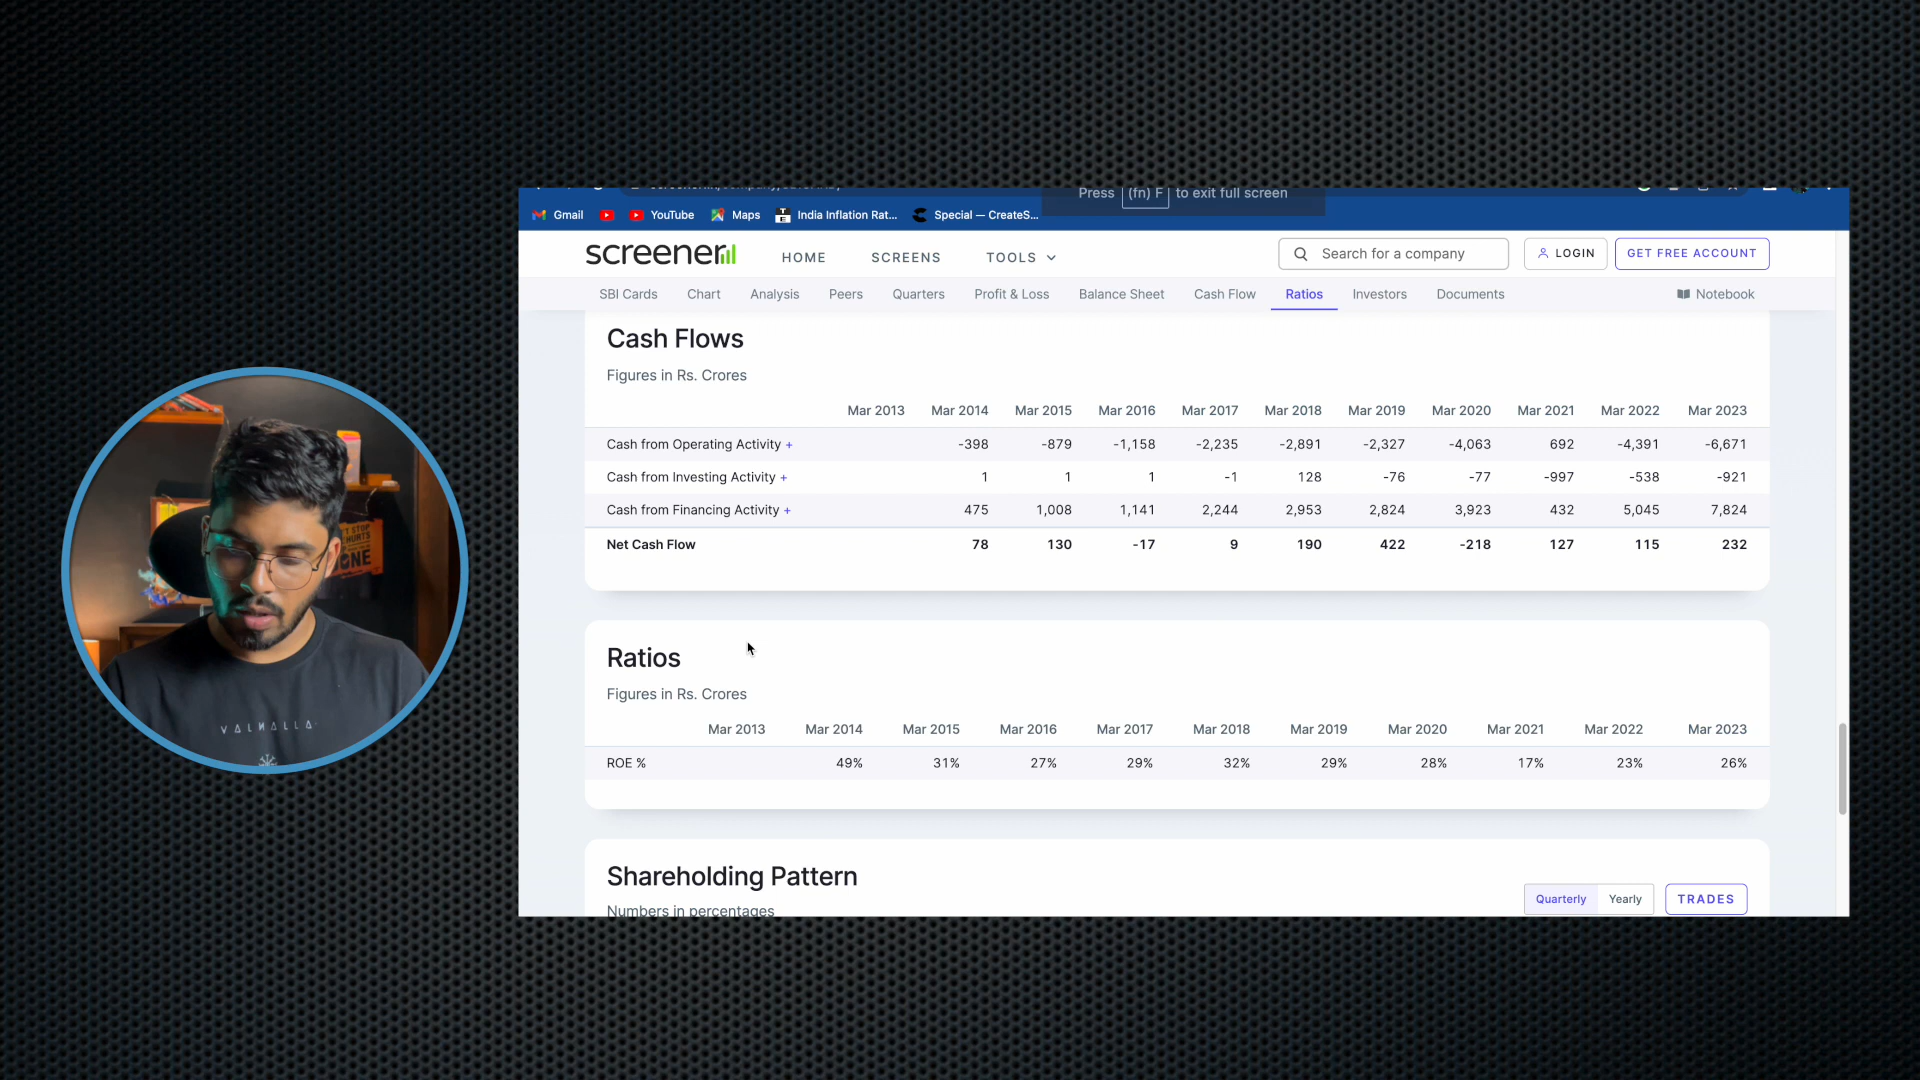 Press (fn) F to exit full screen
Gmail YouTube Maps India Inflation Rat... Special — CreateS...
screener HOME SCREENS TOOLS Search for a company LOGIN GET FREE ACCOUNT
SBI Cards Chart Analysis Peers Quarters Profit & Loss Balance Sheet Cash Flow Ratios Investors Documents Notebook
Cash Flows
Figures in Rs. Crores
Mar 2013 Mar 2014 Mar 2015 Mar 2016 Mar 2017 Mar 2018 Mar 2019 Mar 2020 Mar 2021 Mar 2022 Mar 2023
Cash from Operating Activity + -398 -879 -1,158 -2,235 -2,891 -2,327 -4,063 692 -4,391 -6,671
Cash from Investing Activity + 1 1 1 -1 128 -76 -77 -997 -538 -921
Cash from Financing Activity + 475 1,008 1,141 2,244 2,953 2,824 3,923 432 5,045 7,824
Net Cash Flow 78 130 -17 9 190 422 -218 127 115 232
Ratios
Figures in Rs. Crores
Mar 2013 Mar 2014 Mar 2015 Mar 2016 Mar 2017 Mar 2018 Mar 2019 Mar 2020 Mar 2021 Mar 2022 Mar 2023
ROE % 49% 31% 27% 29% 32% 29% 28% 17% 23% 26%
Shareholding Pattern
Numbers in percentages
Quarterly Yearly TRADES
VALHALLA